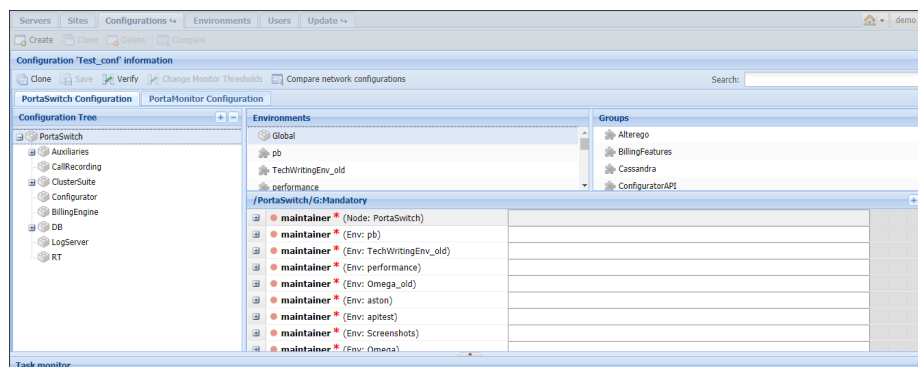 Servers Sites Configurations ↪ Environments Users Update ↪ demo
Create Clone Delete Compare
Configuration 'Test_conf' information
Clone Save Verify Change Monitor Thresholds Compare network configurations Search:
PortaSwitch Configuration PortaMonitor Configuration
Configuration Tree
PortaSwitch
Auxiliaries
CallRecording
ClusterSuite
Configurator
BillingEngine
DB
LogServer
RT
Environments
Global
pb
TechWritingEnv_old
performance
Groups
Alterego
BillingFeatures
Cassandra
ConfiguratorAPI
/PortaSwitch/G:Mandatory
maintainer * (Node: PortaSwitch)
maintainer * (Env: pb)
maintainer * (Env: TechWritingEnv_old)
maintainer * (Env: performance)
maintainer * (Env: Omega_old)
maintainer * (Env: aston)
maintainer * (Env: apitest)
maintainer * (Env: Screenshots)
maintainer * (Env: Omega)
Task monitor